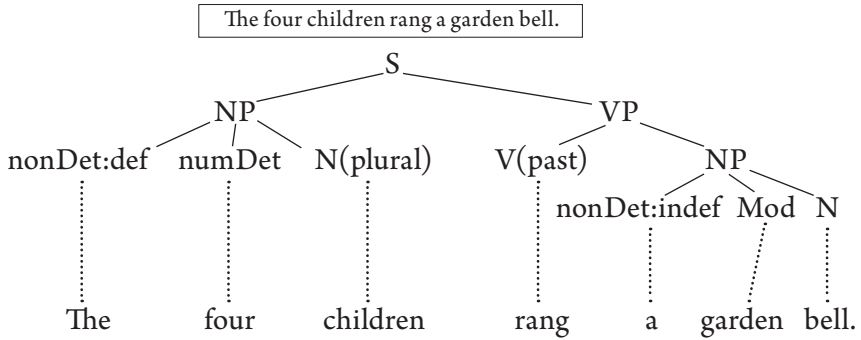 The four children rang a garden bell.
S
NP VP
nonDet:def numDet N(plural) V(past) NP
nonDet:indef Mod N
The four children rang a garden bell.